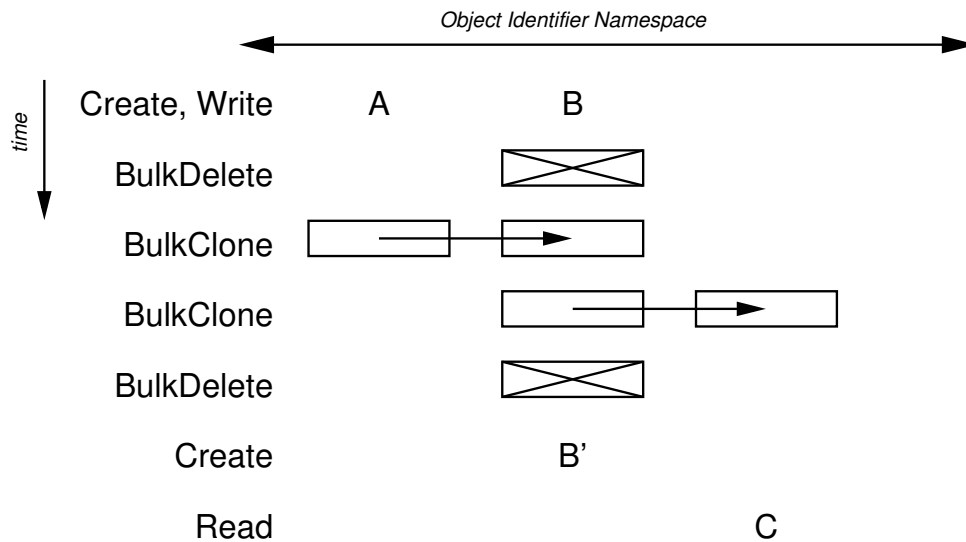 Object Identifier Namespace
time
Create, Write A B
BulkDelete
BulkClone
BulkClone
BulkDelete
Create B’
Read C